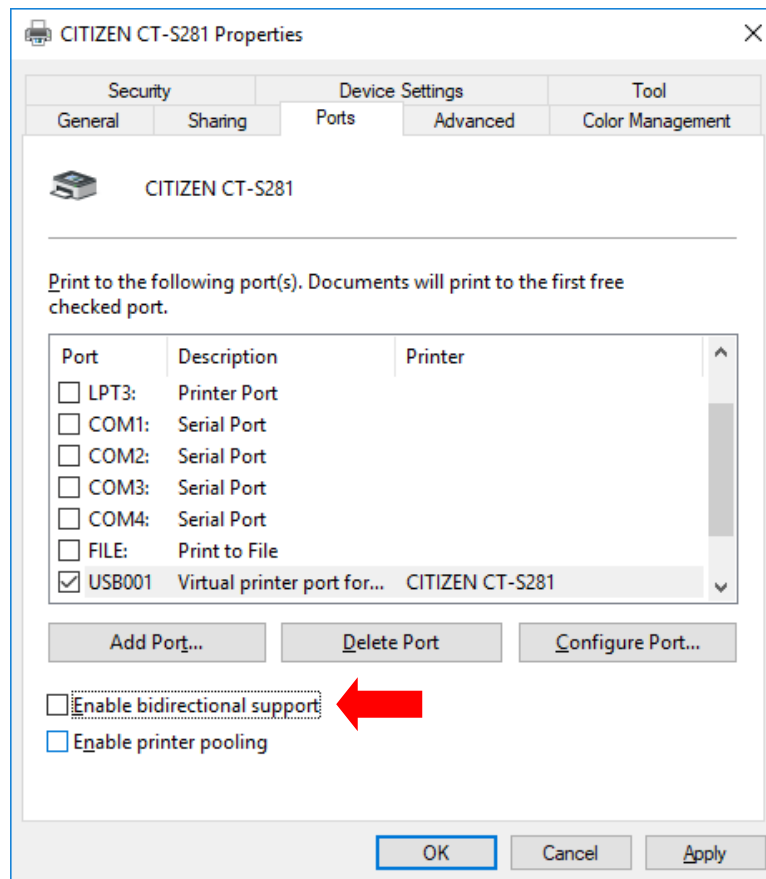 CITIZEN CT-S281 Properties
Security Device Settings Tool
General Sharing Ports Advanced Color Management
CITIZEN CT-S281
Print to the following port(s). Documents will print to the first free
checked port.
Port Description Printer
LPT3: Printer Port
COM1: Serial Port
COM2: Serial Port
COM3: Serial Port
COM4: Serial Port
FILE: Print to File
USB001 Virtual printer port for... CITIZEN CT-S281
Add Port... Delete Port Configure Port...
Enable bidirectional support
Enable printer pooling
OK Cancel Apply